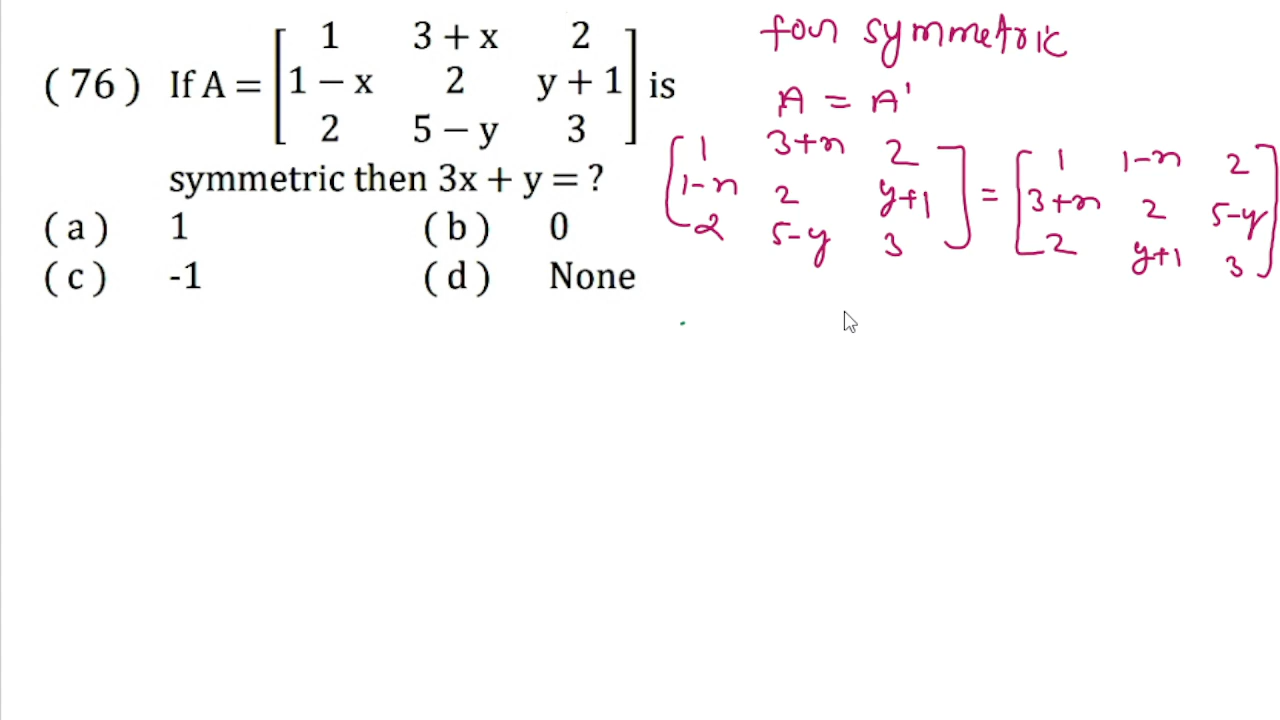 ( 76 ) If A = [ 1 3 + x 2
1 − x 2 y + 1
2 5 − y 3 ] is
symmetric then 3x + y = ?
( a ) 1 ( b ) 0
( c ) -1 ( d ) None
for symmetric
A = A'
[ 1 3+x 2
1-x 2 y+1
2 5-y 3 ] = [ 1 1-x 2
3+x 2 5-y
2 y+1 3 ]